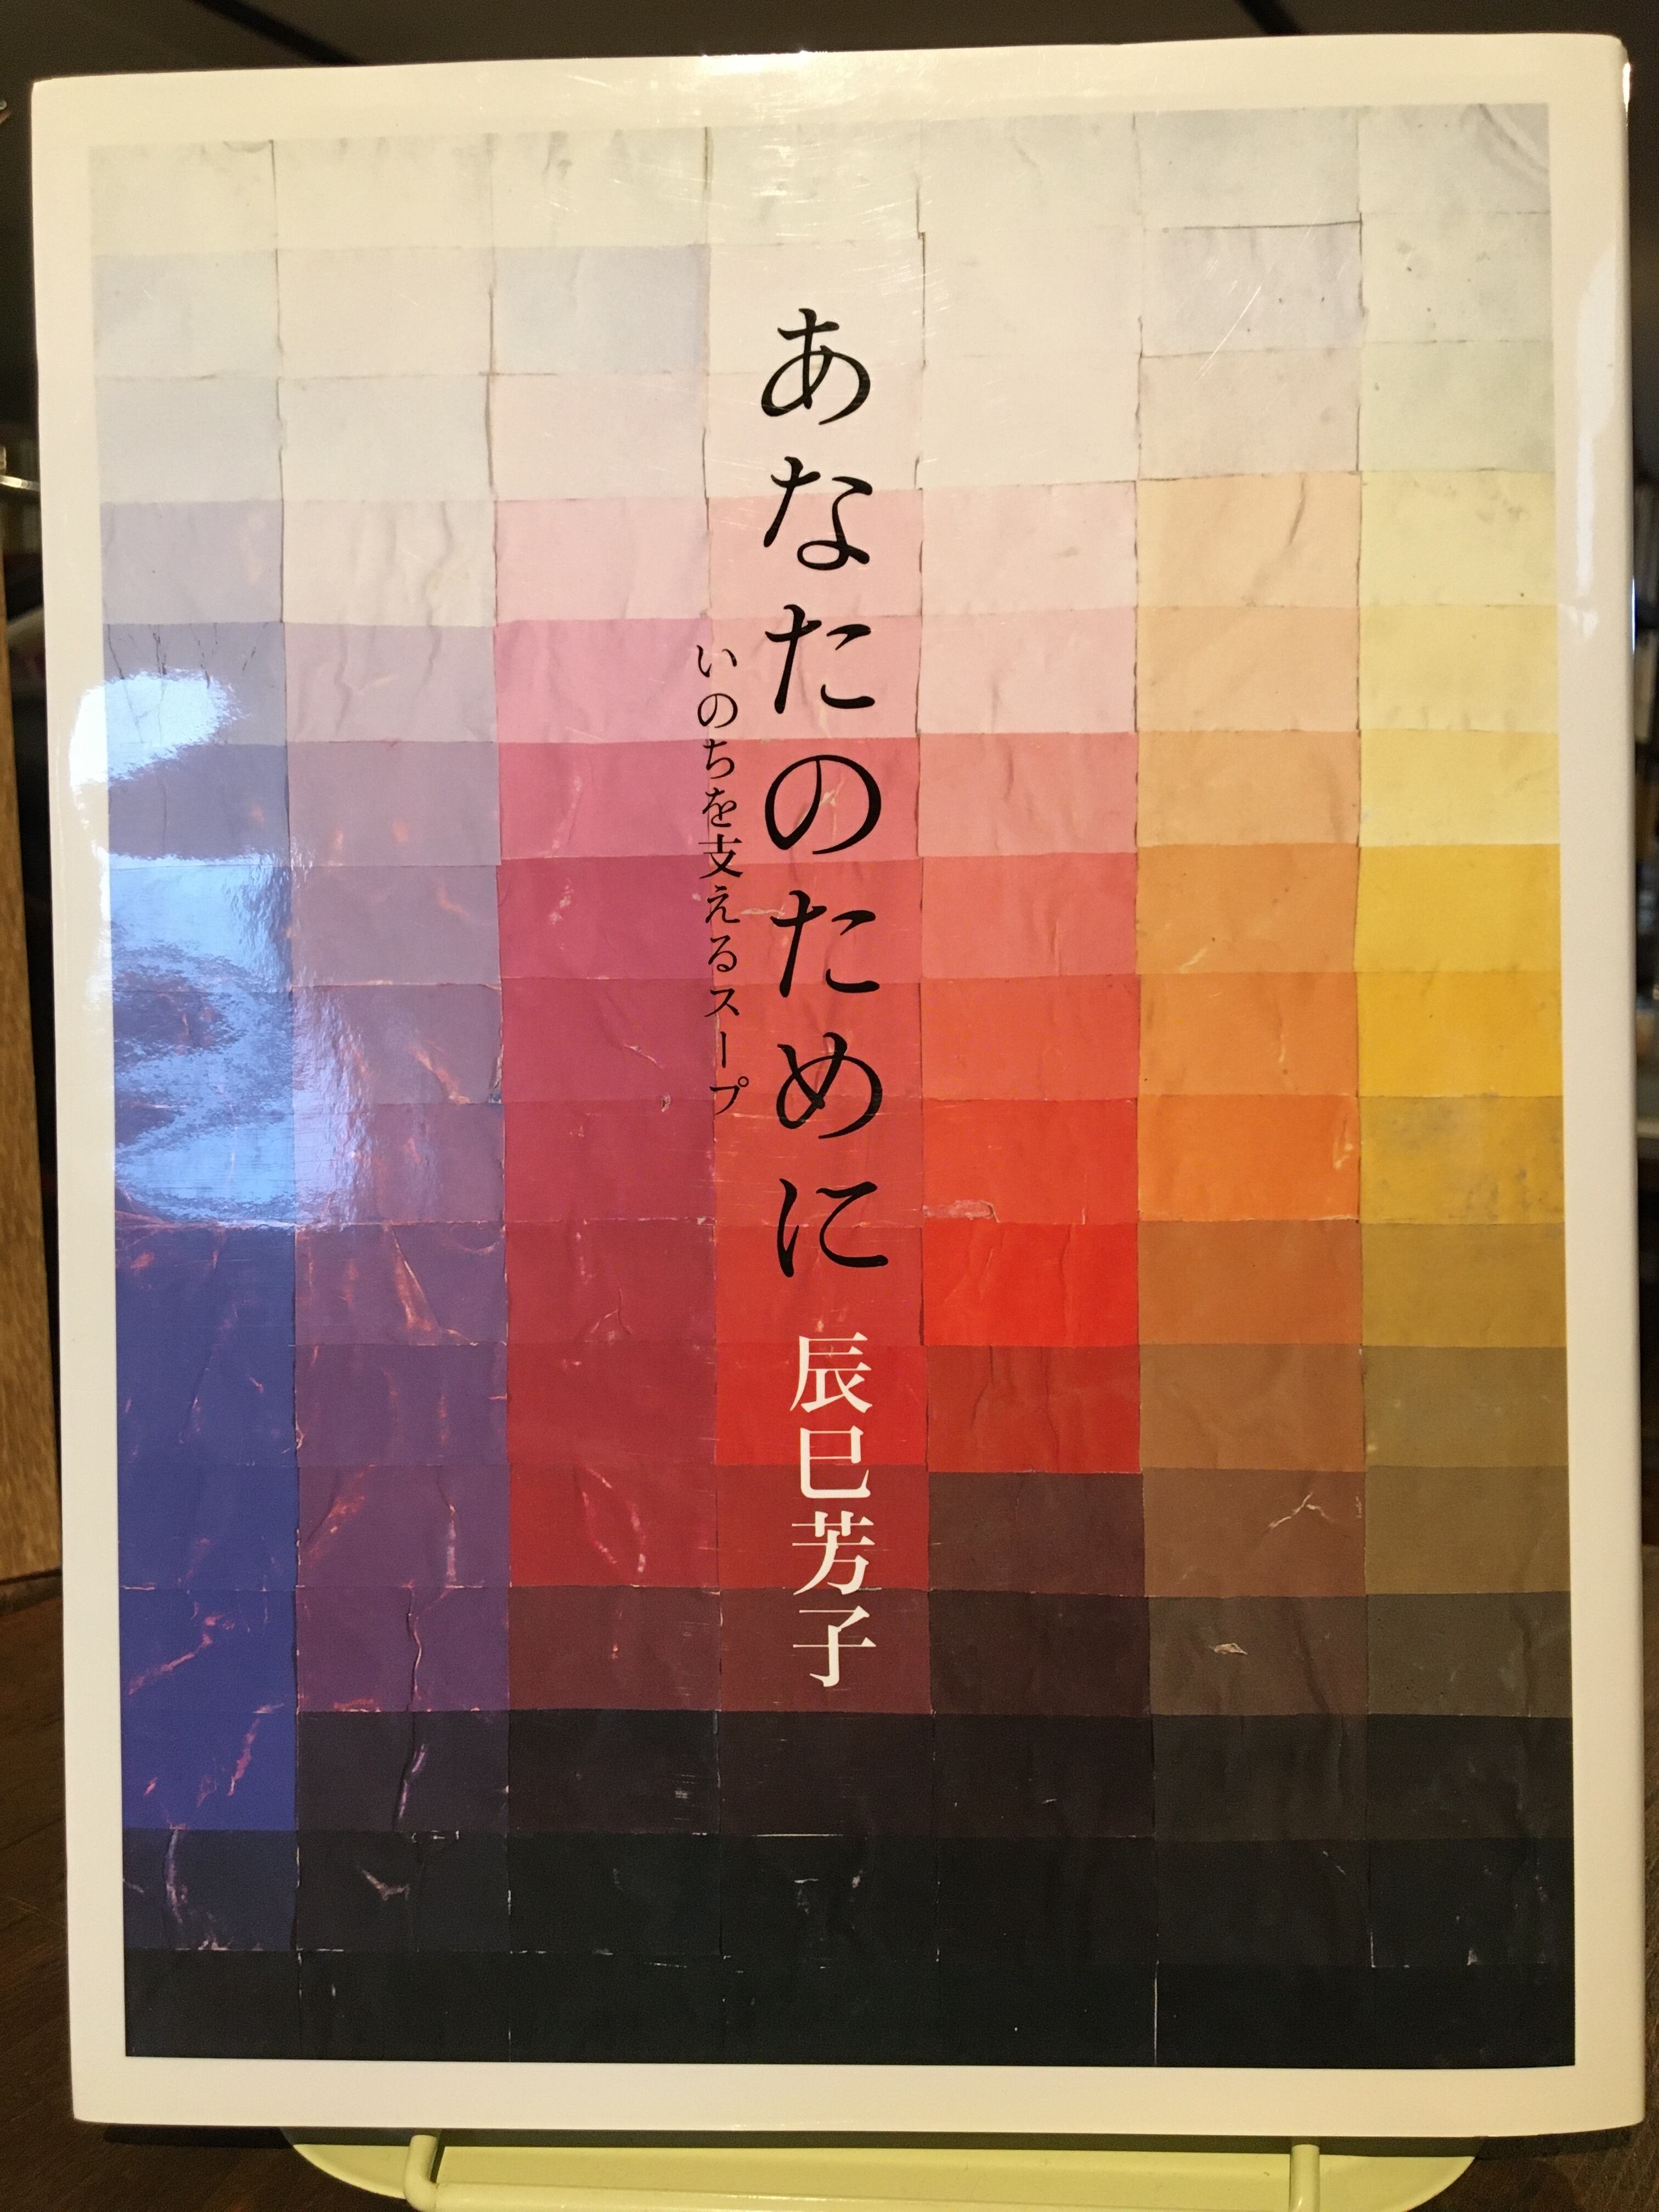 あなたのために
いのちを支えるスープ
辰巳芳子